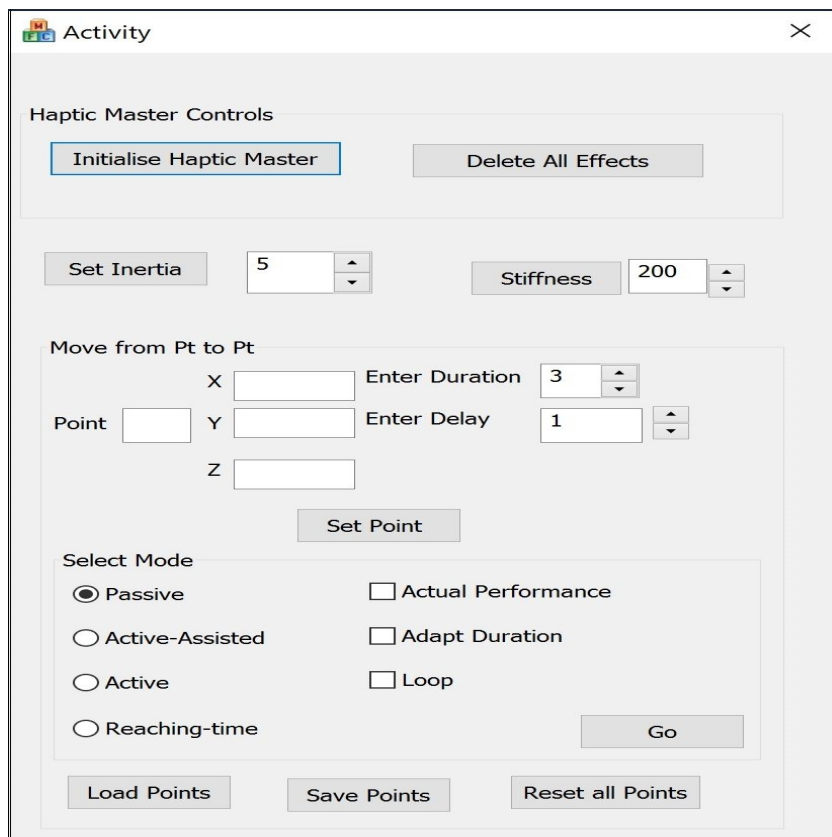 MFC Activity
Haptic Master Controls
Initialise Haptic Master Delete All Effects
Set Inertia 5 Stiffness 200
Move from Pt to Pt
X Enter Duration 3
Point Y Enter Delay 1
Z
Set Point
Select Mode
Passive Actual Performance
Active-Assisted Adapt Duration
Active Loop
Reaching-time Go
Load Points Save Points Reset all Points